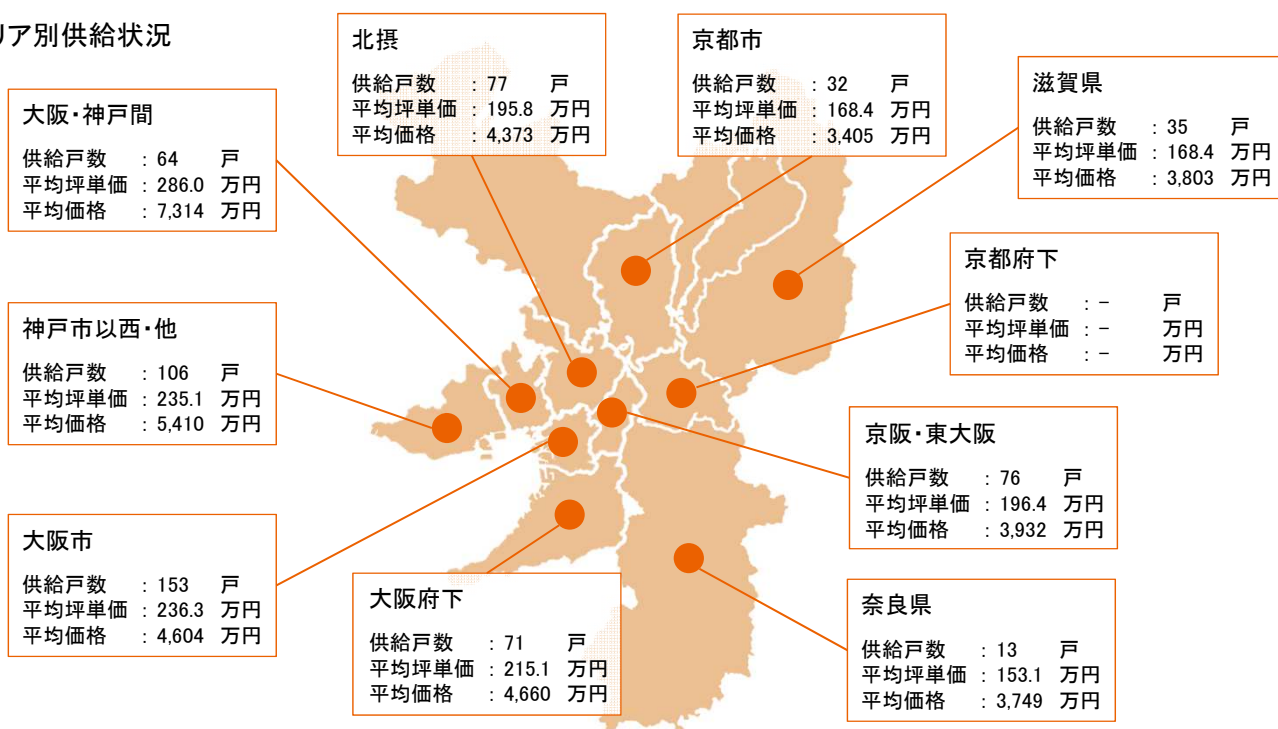 リア別供給状況
北摂
供給戸数 : 77 戸
平均坪単価 : 195.8 万円
平均価格 : 4,373 万円
京都市
供給戸数 : 32 戸
平均坪単価 : 168.4 万円
平均価格 : 3,405 万円
滋賀県
供給戸数 : 35 戸
平均坪単価 : 168.4 万円
平均価格 : 3,803 万円
大阪・神戸間
供給戸数 : 64 戸
平均坪単価 : 286.0 万円
平均価格 : 7,314 万円
京都府下
供給戸数 : - 戸
平均坪単価 : - 万円
平均価格 : - 万円
神戸市以西・他
供給戸数 : 106 戸
平均坪単価 : 235.1 万円
平均価格 : 5,410 万円
京阪・東大阪
供給戸数 : 76 戸
平均坪単価 : 196.4 万円
平均価格 : 3,932 万円
大阪市
供給戸数 : 153 戸
平均坪単価 : 236.3 万円
平均価格 : 4,604 万円
大阪府下
供給戸数 : 71 戸
平均坪単価 : 215.1 万円
平均価格 : 4,660 万円
奈良県
供給戸数 : 13 戸
平均坪単価 : 153.1 万円
平均価格 : 3,749 万円